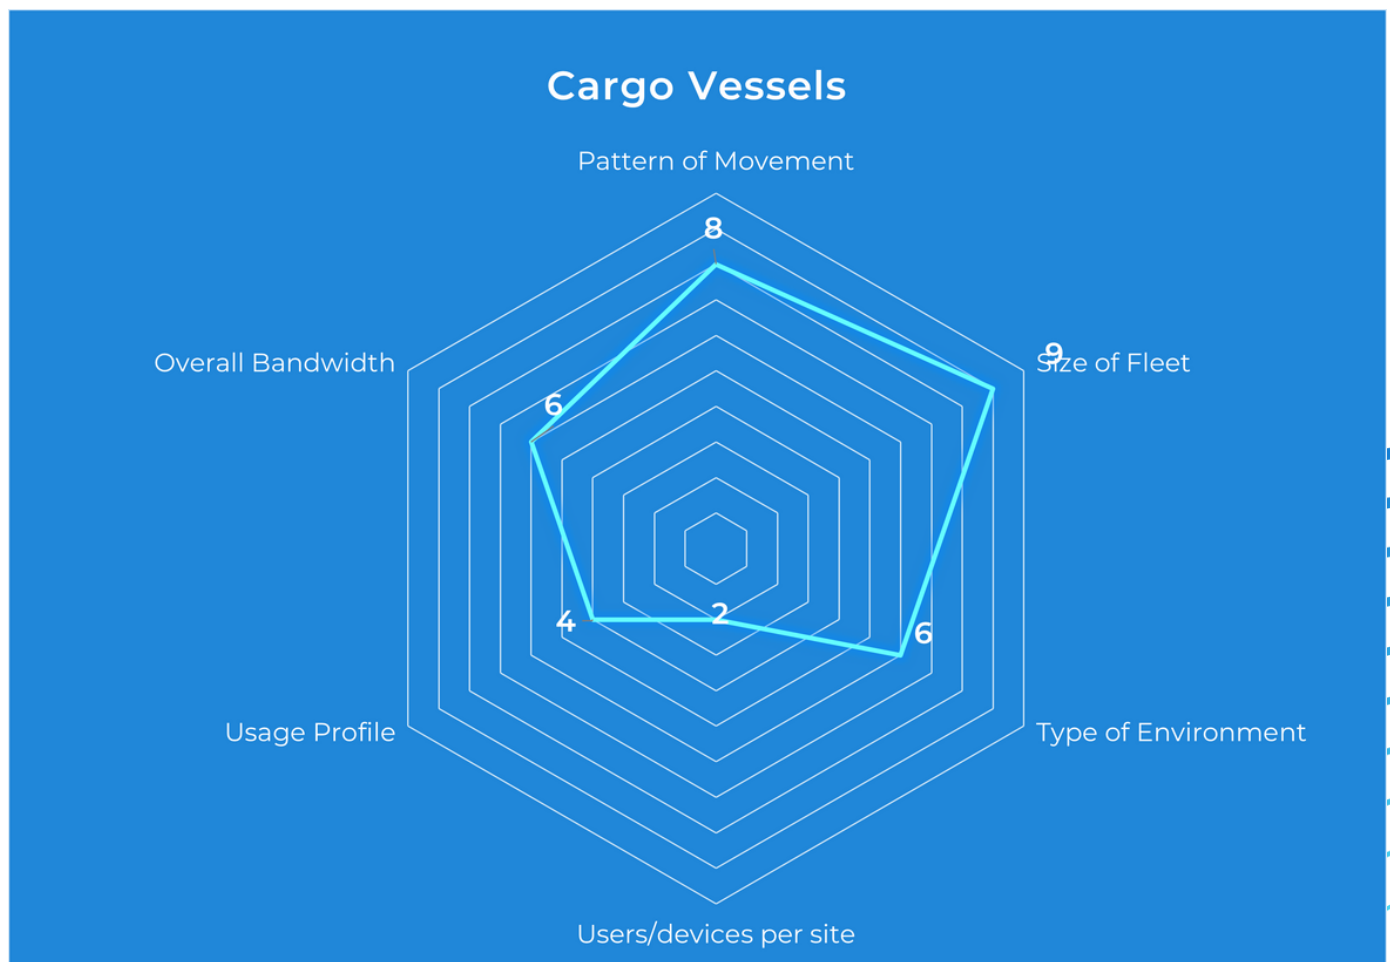 Cargo Vessels
Pattern of Movement
8
9
Size of Fleet
Overall Bandwidth
6
4
2
6
Usage Profile
Type of Environment
Users/devices per site